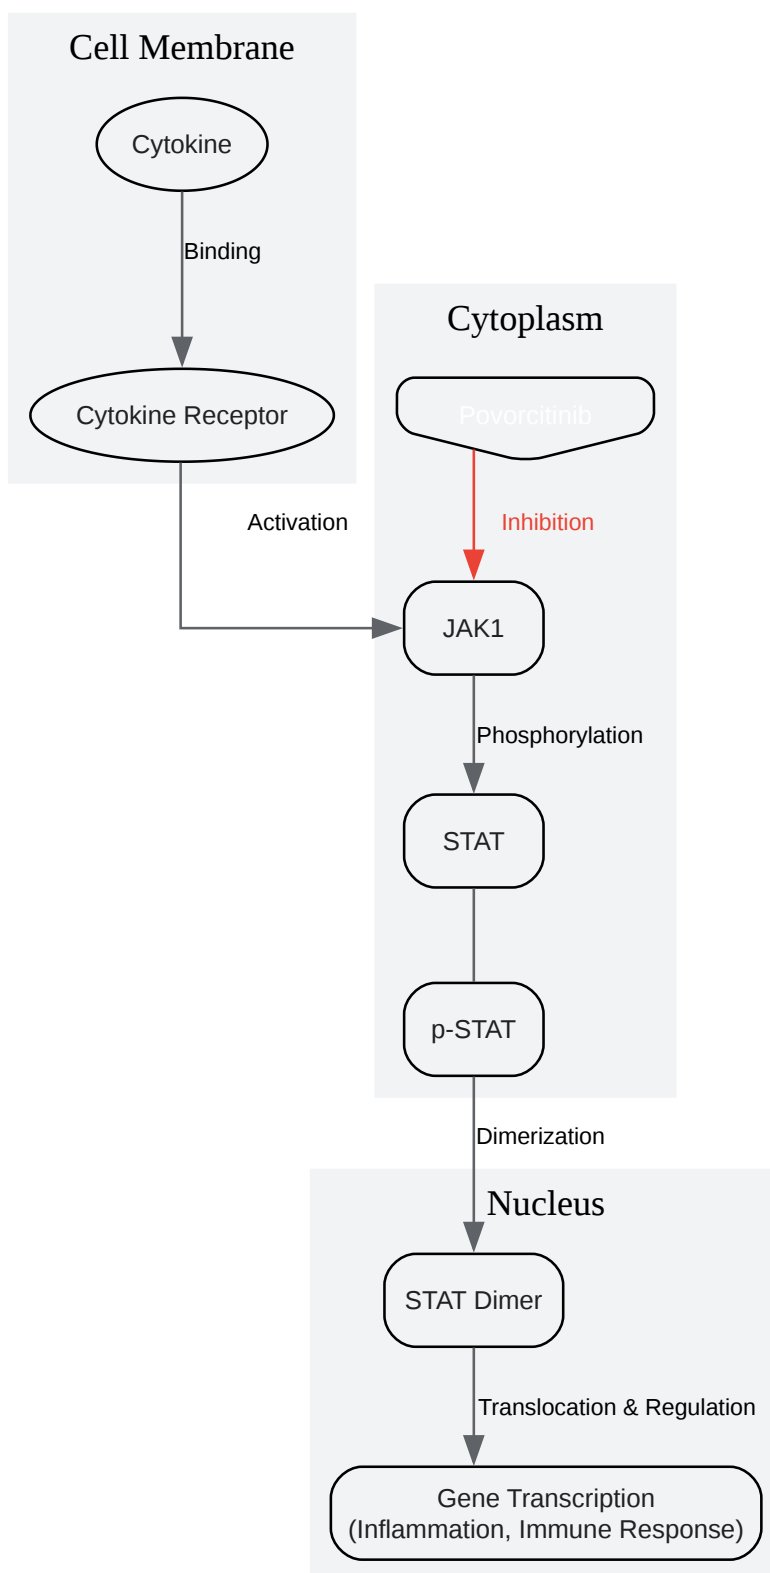 Cell Membrane
Cytokine
Binding
Cytokine Receptor
Cytoplasm
Povorcitinib
Activation
Inhibition
JAK1
Phosphorylation
STAT
p-STAT
Dimerization
Nucleus
STAT Dimer
Translocation & Regulation
Gene Transcription
(Inflammation, Immune Response)